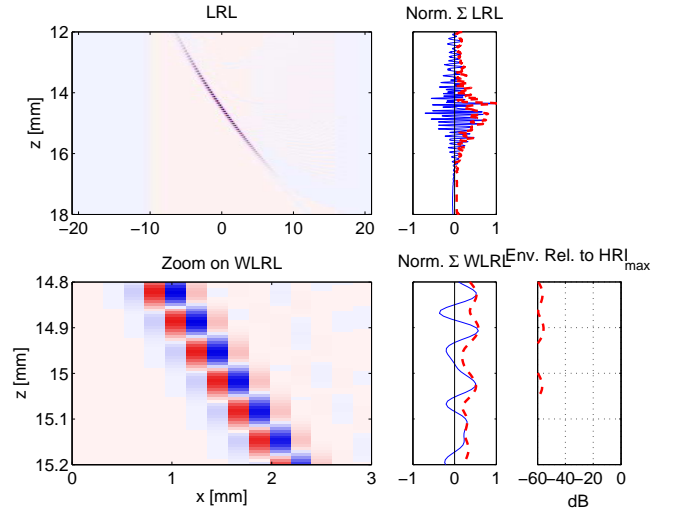 LRL
Norm. Σ LRL
12
14
16
18
z [mm]
−20 −10 0 10 20
−1 0 1
Zoom on WLRL
Norm. Σ WLRL
Env. Rel. to HRI_max
14.8
14.9
15
15.1
15.2
z [mm]
0 1 2 3
x [mm]
−1 0 1
−60 −40 −20 0
dB